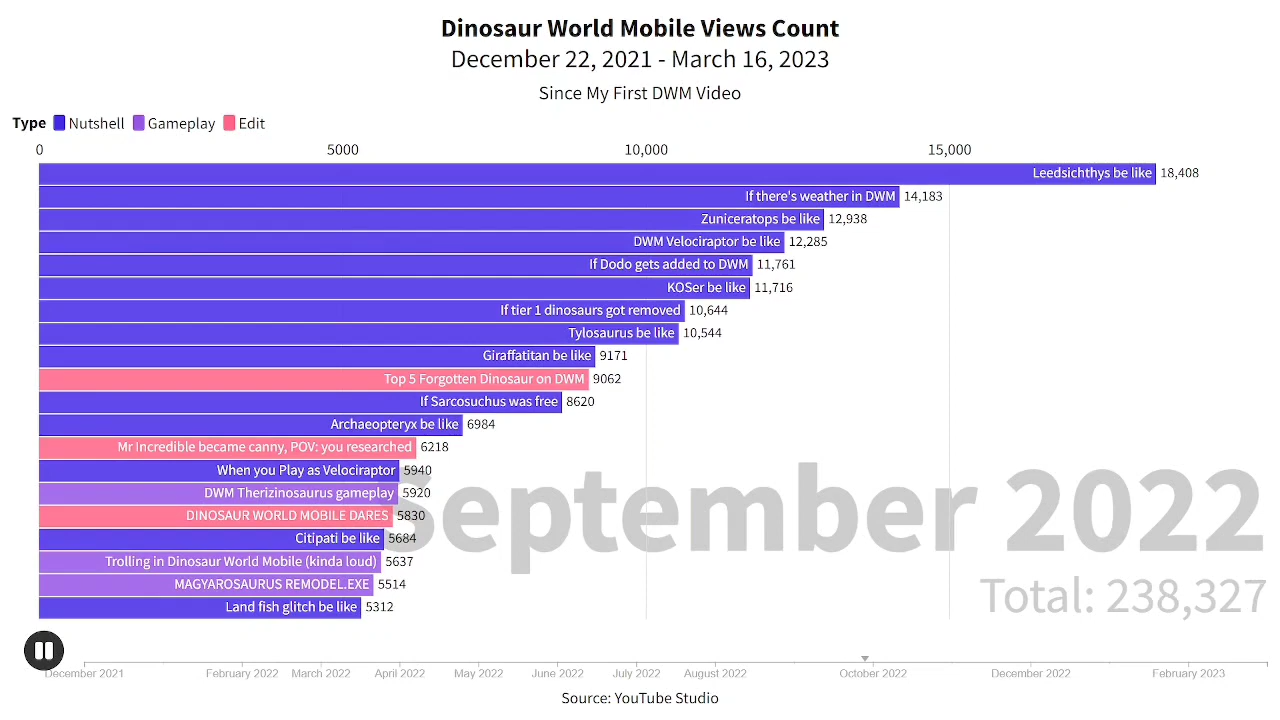 Dinosaur World Mobile Views Count
December 22, 2021 - March 16, 2023
Since My First DWM Video
Type Nutshell Gameplay Edit
0 5000 10,000 15,000
Leedsichthys be like 18,408
If there's weather in DWM 14,183
Zuniceratops be like 12,938
DWM Velociraptor be like 12,285
If Dodo gets added to DWM 11,761
KOSer be like 11,716
If tier 1 dinosaurs got removed 10,644
Tylosaurus be like 10,544
Giraffatitan be like 9171
Top 5 Forgotten Dinosaur on DWM 9062
If Sarcosuchus was free 8620
Archaeopteryx be like 6984
Mr Incredible became canny, POV: you researched 6218
When you Play as Velociraptor 5940
DWM Therizinosaurus gameplay 5920
DINOSAUR WORLD MOBILE DARES 5830
Citipati be like 5684
Trolling in Dinosaur World Mobile (kinda loud) 5637
MAGYAROSAURUS REMODEL.EXE 5514
Land fish glitch be like 5312
September 2022
Total: 238,327
December 2021 February 2022 March 2022 April 2022 May 2022 June 2022 July 2022 August 2022 October 2022 December 2022 February 2023
Source: YouTube Studio